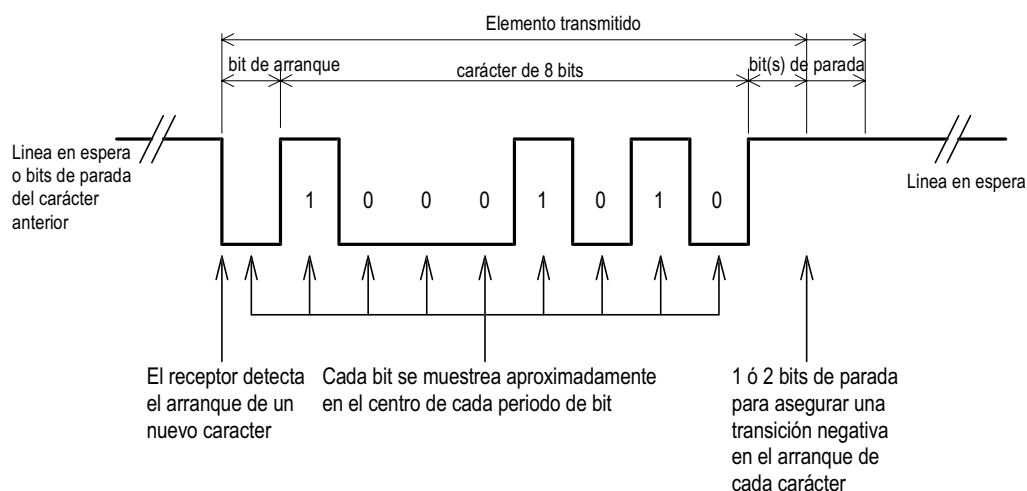 Elemento transmitido
bit de arranque
carácter de 8 bits
bit(s) de parada
Linea en espera
o bits de parada
del carácter
anterior
1 0 0 0 1 0 1 0
Linea en espera
El receptor detecta
el arranque de un
nuevo caracter
Cada bit se muestrea aproximadamente
en el centro de cada periodo de bit
1 ó 2 bits de parada
para asegurar una
transición negativa
en el arranque de
cada carácter